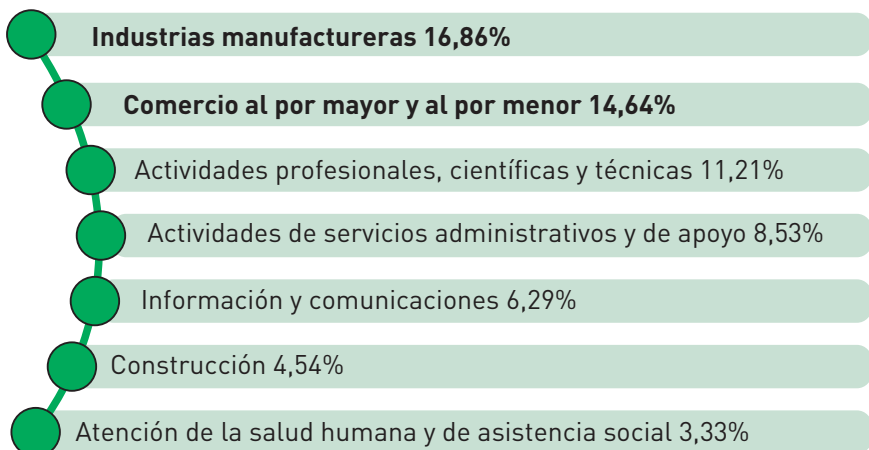 Industrias manufactureras 16,86%
Comercio al por mayor y al por menor 14,64%
Actividades profesionales, científicas y técnicas 11,21%
Actividades de servicios administrativos y de apoyo 8,53%
Información y comunicaciones 6,29%
Construcción 4,54%
Atención de la salud humana y de asistencia social 3,33%